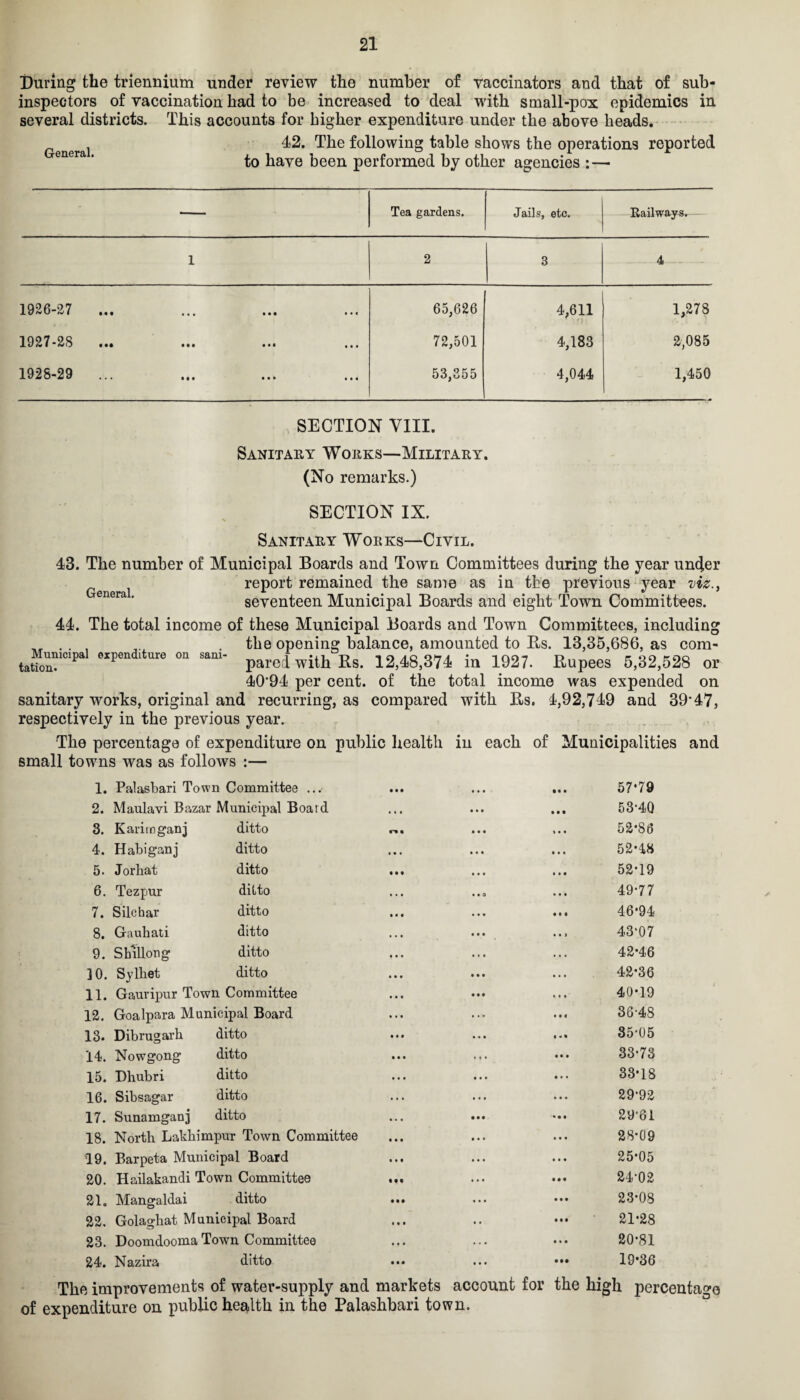 21
During the triennium under review the number of vaccinators and that of sub-
inspectors of vaccination had to be increased to deal with small-pox epidemics in
several districts. This accounts for higher expenditure under the above heads.
General. 42. The following table shows the operations reported
to have been performed by other agencies :—
— Tea gardens. Jails, etc. Railways.
1 2 3 4
1926-27 ... ... ... ... 65,626 4,611 1,278
1927-28 ... ... ... ... 72,501 4,183 2,085
1928-29 ... ... ... ... 53,355 4,044 1,450
SECTION VIII.
SANITARY WORKS—MILITARY.
(No remarks.)
SECTION IX.
SANITARY WORKS—CIVIL.
43. The number of Municipal Boards and Town Committees during the year under
General. report remained the same as in the previous year viz.,
seventeen Municipal Boards and eight Town Committees.
44. The total income of these Municipal Boards and Town Committees, including
Municipal expenditure on sani- the opening balance, amounted to Rs. 13,35,686, as com-
tation. pared with Rs. 12,48,374 in 1927. Rupees 5,32,528 or
40·94 per cent. of the total income was expended on
sanitary works, original and recurring, as compared with Rs. 4,92,749 and 39·47,
respectively in the previous year.
The percentage of expenditure on public health in each of Municipalities and
small towns was as follows :—
1. Palasbari Town Committee ... ... ... ... 57·79
2. Maulavi Bazar Municipal Board ... ... ... 53·40
3. Karimganj ditto ... ... ... 52·86
4. Habiganj ditto ... ... ... 52·48
5. Jorhat ditto ... ... ... 52·19
6. Tezpur ditto ... ... ... 49·77
7. Silchar ditto ... ... ... 46·94
8. Gauhati ditto ... ... ... 43·07
9. Shillong ditto ... ... ... 42·46
10. Sylhet ditto ... ... ... 42·36
11. Gauripur Town Committee ... ... ... 40·19
12. Goalpara Municipal Board ... ... ... 36·48
13. Dibrugarh ditto ... ... ... 35·05
14. Nowgong ditto ... ... ... 33·73
15. Dhubri ditto ... ... ... 33·18
16. Sibsagar ditto ... ... ... 29·92
17. Sunamganj ditto ... ... ... 29·61
18. North Lakhimpur Town Committee ... ... ... 28·09
19. Barpeta Municipal Board ... ... ... 25·05
20. Hailakandi Town Committee ... ... ... 24·02
21. Mangaldai ditto ... ... ... 23·08
22. Golaghat Municipal Board ... .. ... 21·28
23. Doomdooma Town Committee ... ... ... 20·81
24. Nazira ditto ... ... ... 19·36
The improvements of water-supply and markets account for the high percentage
of expenditure on public health in the Palashbari town.